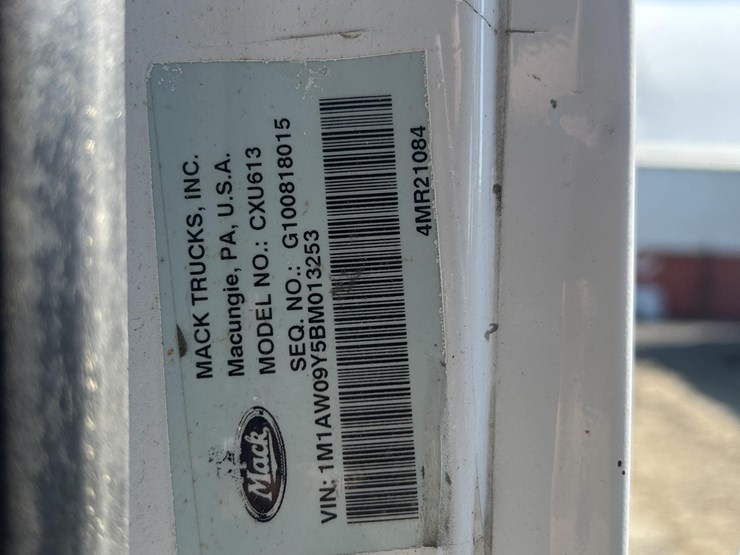 MACK TRUCKS, INC.
Macungie, PA, U.S.A.
MODEL NO.: CXU613
SEQ. NO.: G100818015
Mack
VIN: 1M1AW09Y5BM013253
4MR21084